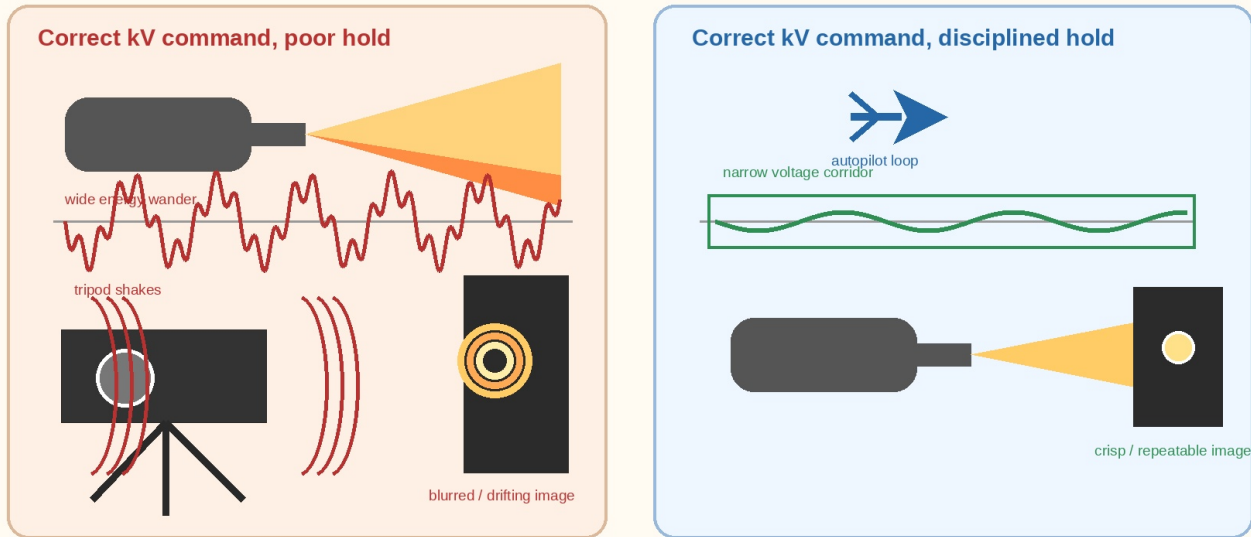 Correct kV command, poor hold
wide energy wander
tripod shakes
blurred / drifting image
Correct kV command, disciplined hold
autopilot loop
narrow voltage corridor
crisp / repeatable image